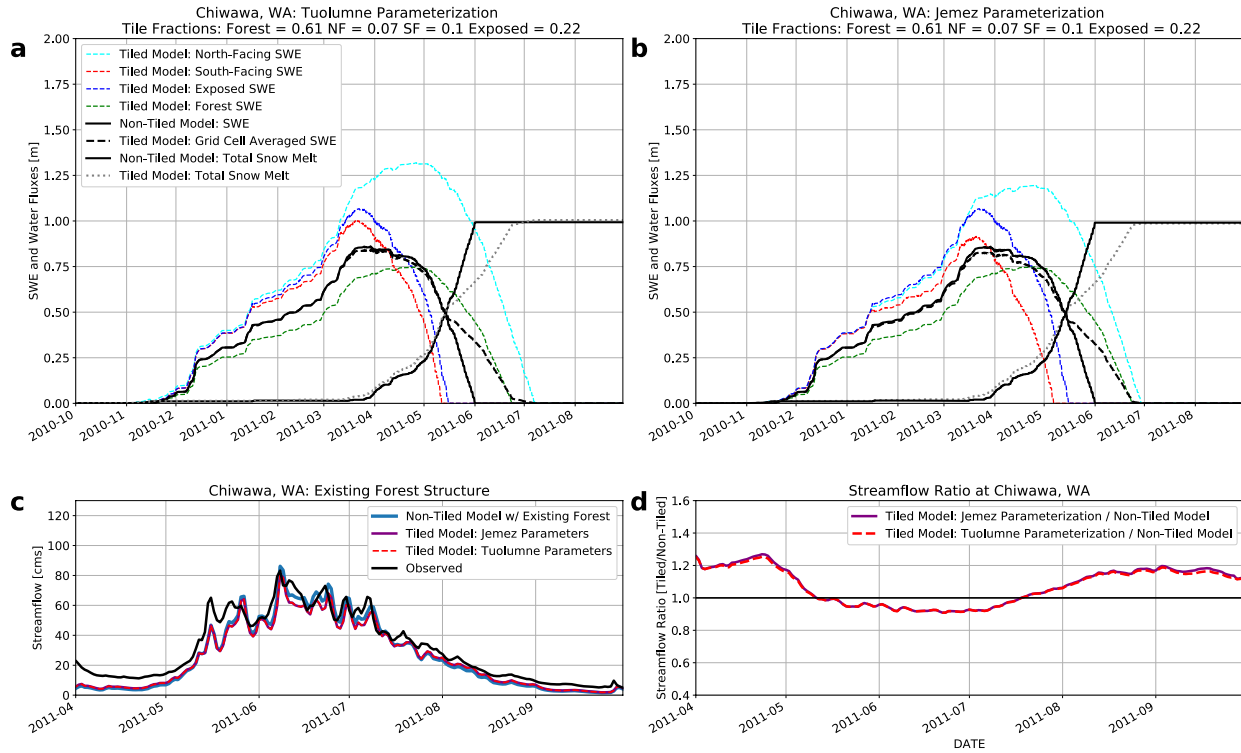 a
Chiwawa, WA: Tuolumne Parameterization
Tile Fractions: Forest = 0.61 NF = 0.07 SF = 0.1 Exposed = 0.22
SWE and Water Fluxes [m]
2.00
1.75
1.50
1.25
1.00
0.75
0.50
0.25
0.00
Tiled Model: North-Facing SWE
Tiled Model: South-Facing SWE
Tiled Model: Exposed SWE
Tiled Model: Forest SWE
Non-Tiled Model: SWE
Tiled Model: Grid Cell Averaged SWE
Non-Tiled Model: Total Snow Melt
Tiled Model: Total Snow Melt
2010-10
2010-11
2010-12
2011-01
2011-02
2011-03
2011-04
2011-05
2011-06
2011-07
2011-08
b
Chiwawa, WA: Jemez Parameterization
Tile Fractions: Forest = 0.61 NF = 0.07 SF = 0.1 Exposed = 0.22
SWE and Water Fluxes [m]
2.00
1.75
1.50
1.25
1.00
0.75
0.50
0.25
0.00
2010-10
2010-11
2010-12
2011-01
2011-02
2011-03
2011-04
2011-05
2011-06
2011-07
2011-08
c
Chiwawa, WA: Existing Forest Structure
Streamflow [cms]
120
100
80
60
40
20
0
Non-Tiled Model w/ Existing Forest
Tiled Model: Jemez Parameters
Tiled Model: Tuolumne Parameters
Observed
2011-04
2011-05
2011-06
2011-07
2011-08
2011-09
d
Streamflow Ratio at Chiwawa, WA
Streamflow Ratio [Tiled/Non-Tiled]
1.6
1.4
1.2
1.0
0.8
0.6
0.4
Tiled Model: Jemez Parameterization / Non-Tiled Model
Tiled Model: Tuolumne Parameterization / Non-Tiled Model
2011-04
2011-05
2011-06
2011-07
2011-08
2011-09
DATE